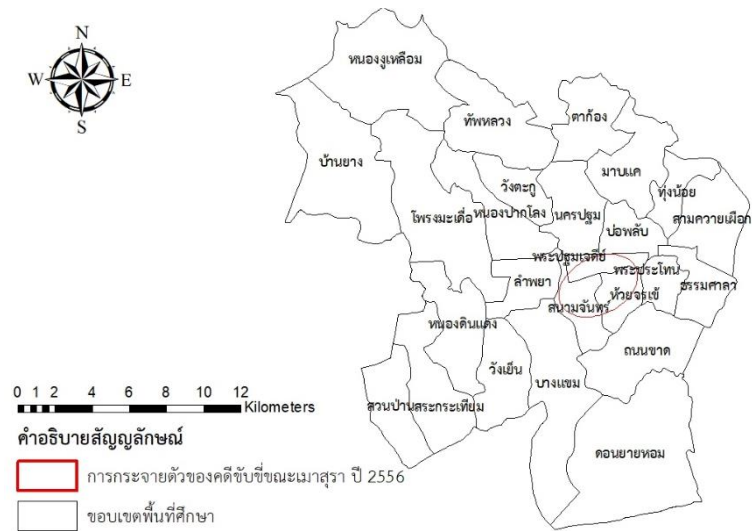 N
W E
S
หนองงูเหลือม
ทัพหลวง
ตาก้อง
บ้านยาง
มาบแค
วังตะกู
ทุ่งน้อย
โพรงมะเดื่อ
หนองปากโลง
นครปฐม
บ่อพลับ
สามควายเผือก
พระปฐมเจดีย์
พระประโทน
ลำพยา
ธรรมศาลา
สนามจันทร์
ห้วยจรเข้
หนองดินแดง
ถนนขาด
วังเย็น
บางแขม
สวนป่าน
สระกระเทียม
ดอนยายหอม
0 1 2 4 6 8 10 12
Kilometers
คำอธิบายสัญญลักษณ์
การกระจายตัวของคดีขับขี่ขณะเมาสุรา ปี 2556
ขอบเขตพื้นที่ศึกษา